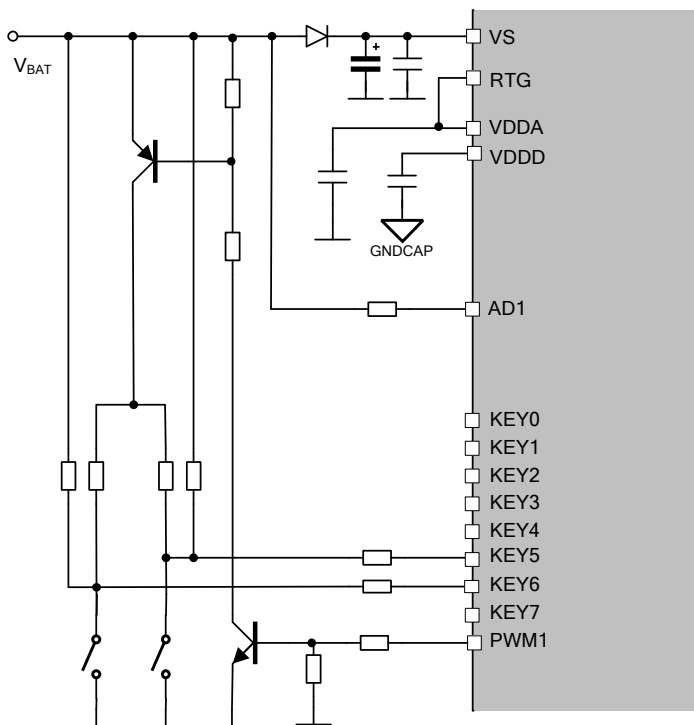 VBAT
+
VS
RTG
VDDA
VDDD
GNDCAP
AD1
KEY0
KEY1
KEY2
KEY3
KEY4
KEY5
KEY6
KEY7
PWM1